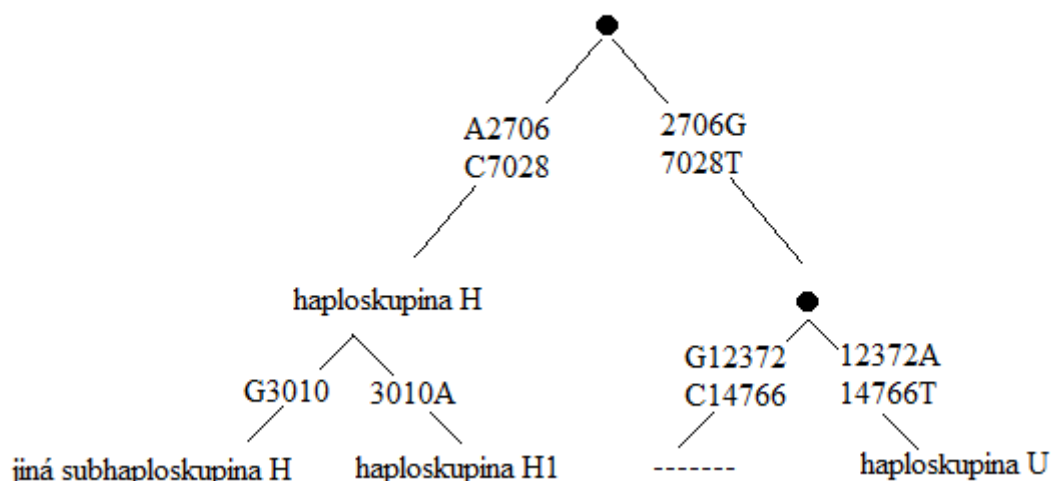 A2706 2706G
C7028 7028T
haploskupina H
G12372 12372A
G3010 3010A C14766 14766T
jiná subhaploskupina H haploskupina H1 ------- haploskupina U